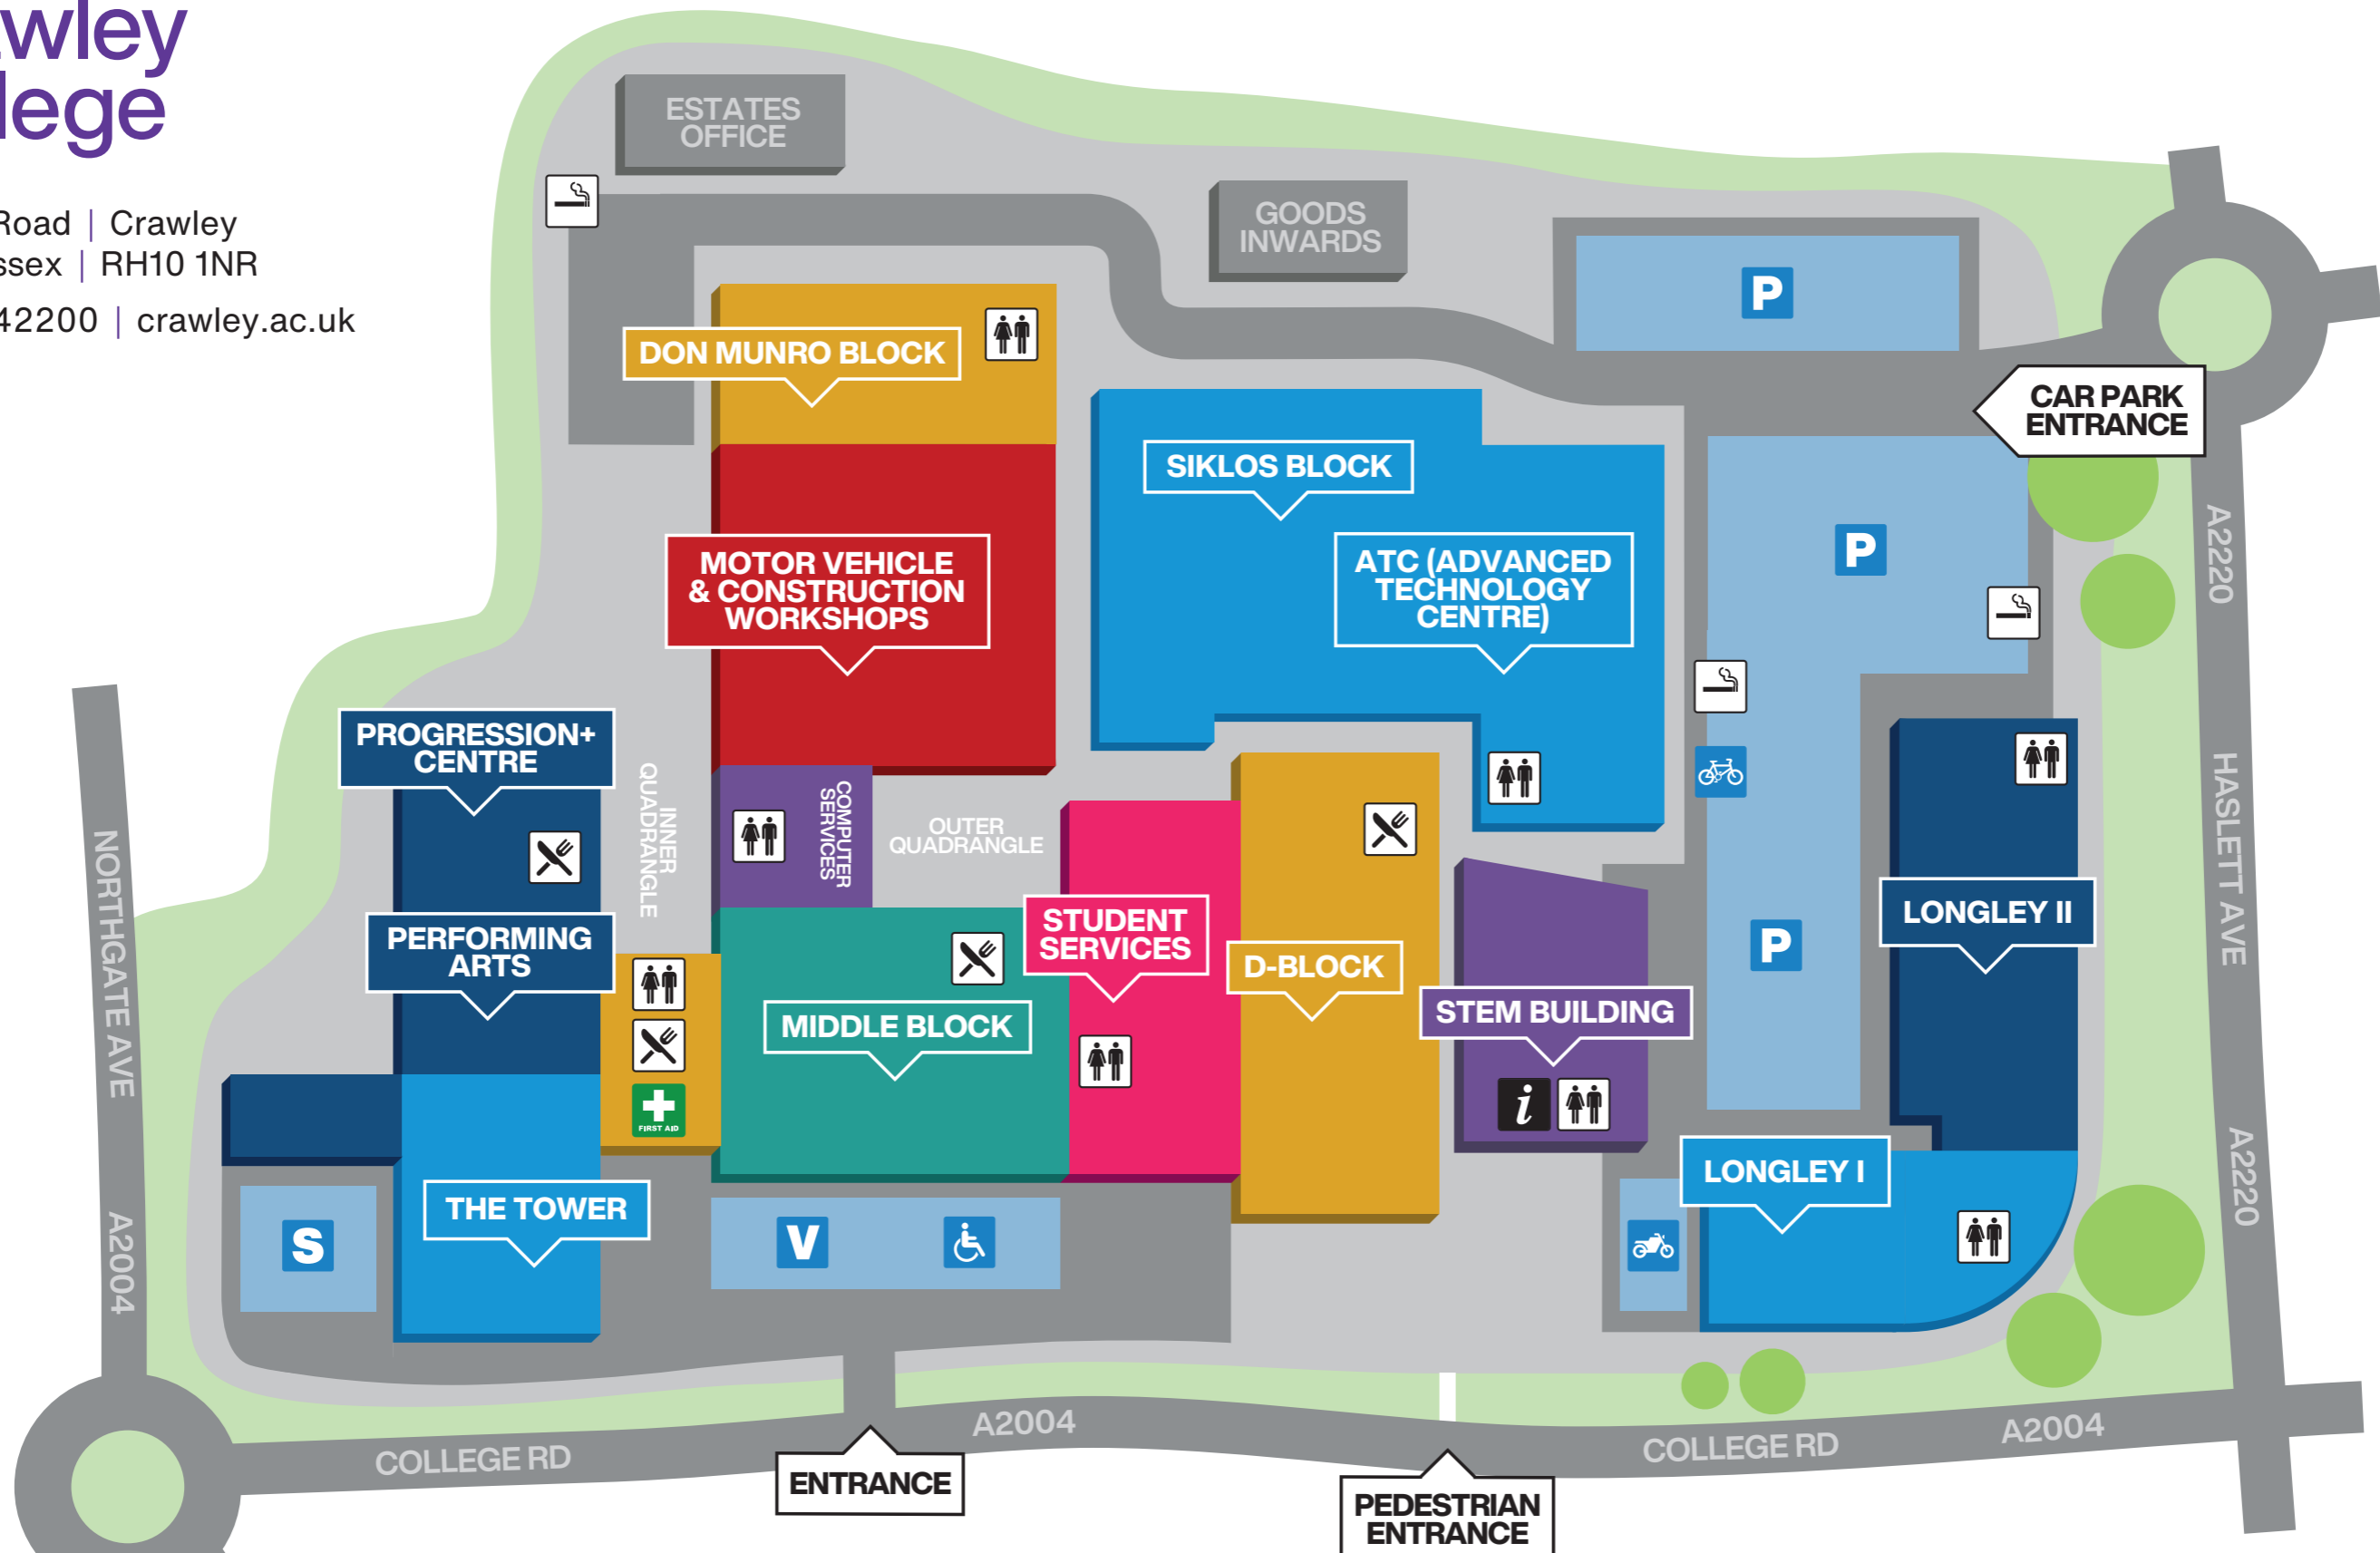 Road | Crawley
RH10 1NR
42200 | crawley.ac.uk
ESTATES
OFFICE
GOODS
INWARDS
P
DON MUNRO BLOCK
CAR PARK
ENTRANCE
SIKLOS BLOCK
MOTOR VEHICLE
& CONSTRUCTION
WORKSHOPS
ATC (ADVANCED
TECHNOLOGY
CENTRE)
P
A2220
PROGRESSION+
CENTRE
INNER
QUADRANGLE
COMPUTER
SERVICES
OUTER
QUADRANGLE
HASLETT AVE
NORTHGATE AVE
PERFORMING
ARTS
STUDENT
SERVICES
D-BLOCK
P
LONGLEY II
MIDDLE BLOCK
STEM BUILDING
i
FIRST AID
LONGLEY I
A2220
THE TOWER
A2004
S
V
A2004
COLLEGE RD
COLLEGE RD
A2004
ENTRANCE
PEDESTRIAN
ENTRANCE